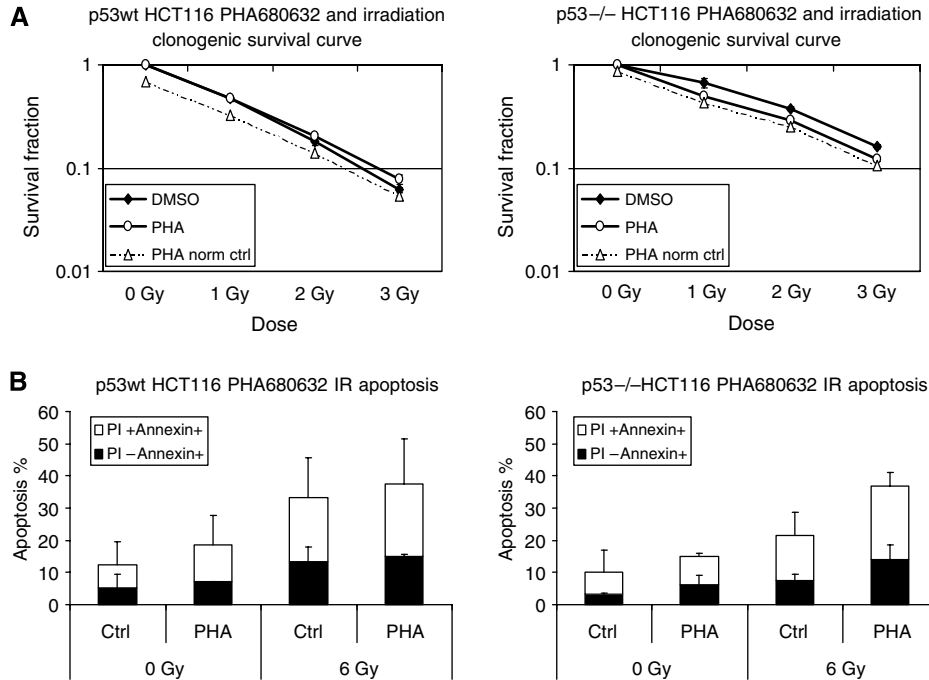 A
p53wt HCT116 PHA680632 and irradiation
clonogenic survival curve
Survival fraction
1
0.1
0.01
DMSO
PHA
PHA norm ctrl
0 Gy
1 Gy
2 Gy
3 Gy
Dose
p53–/– HCT116 PHA680632 and irradiation
clonogenic survival curve
Survival fraction
1
0.1
0.01
DMSO
PHA
PHA norm ctrl
0 Gy
1 Gy
2 Gy
3 Gy
Dose
B
p53wt HCT116 PHA680632 IR apoptosis
Apoptosis %
60
50
40
30
20
10
0
PI +Annexin+
PI –Annexin+
Ctrl
PHA
Ctrl
PHA
0 Gy
6 Gy
p53–/–HCT116 PHA680632 IR apoptosis
Apoptosis %
60
50
40
30
20
10
0
PI +Annexin+
PI –Annexin+
Ctrl
PHA
Ctrl
PHA
0 Gy
6 Gy